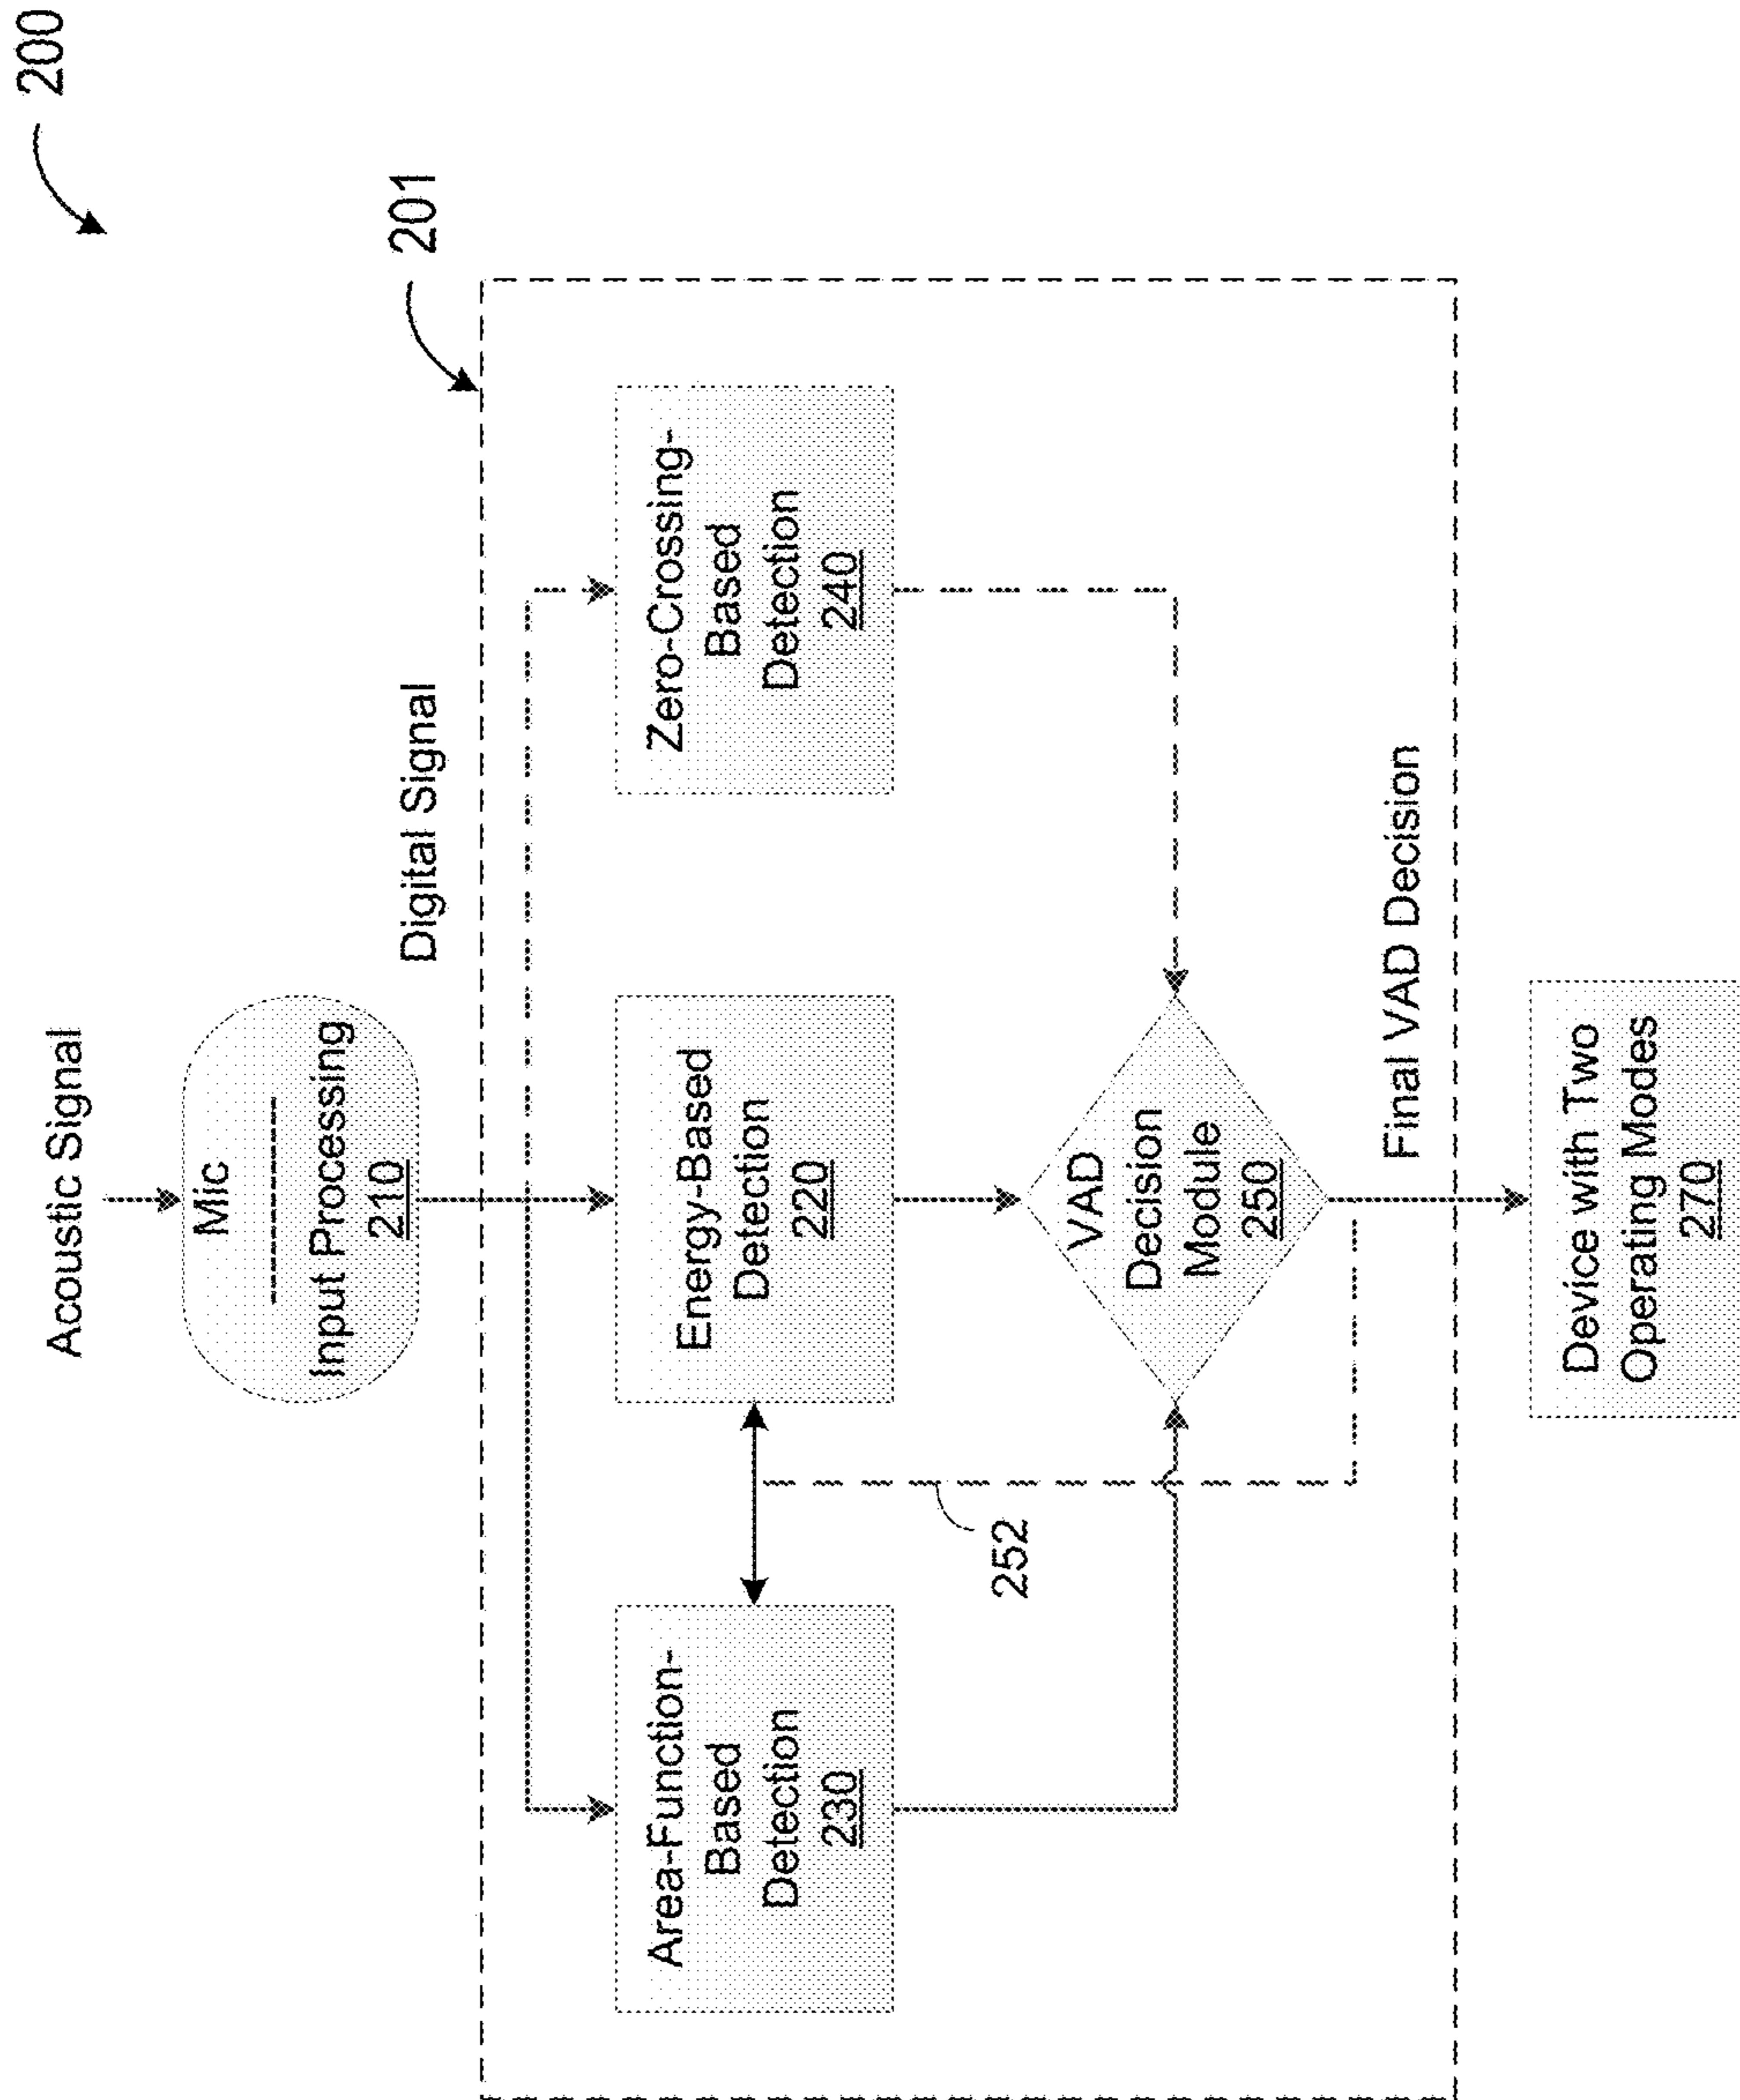 200
Acoustic Signal
Mic
Input Processing
210
201
Digital Signal
Area-Function-
Based
Detection
230
Energy-Based
Detection
220
Zero-Crossing-
Based
Detection
240
252
VAD
Decision
Module
250
Final VAD Decision
Device with Two
Operating Modes
270